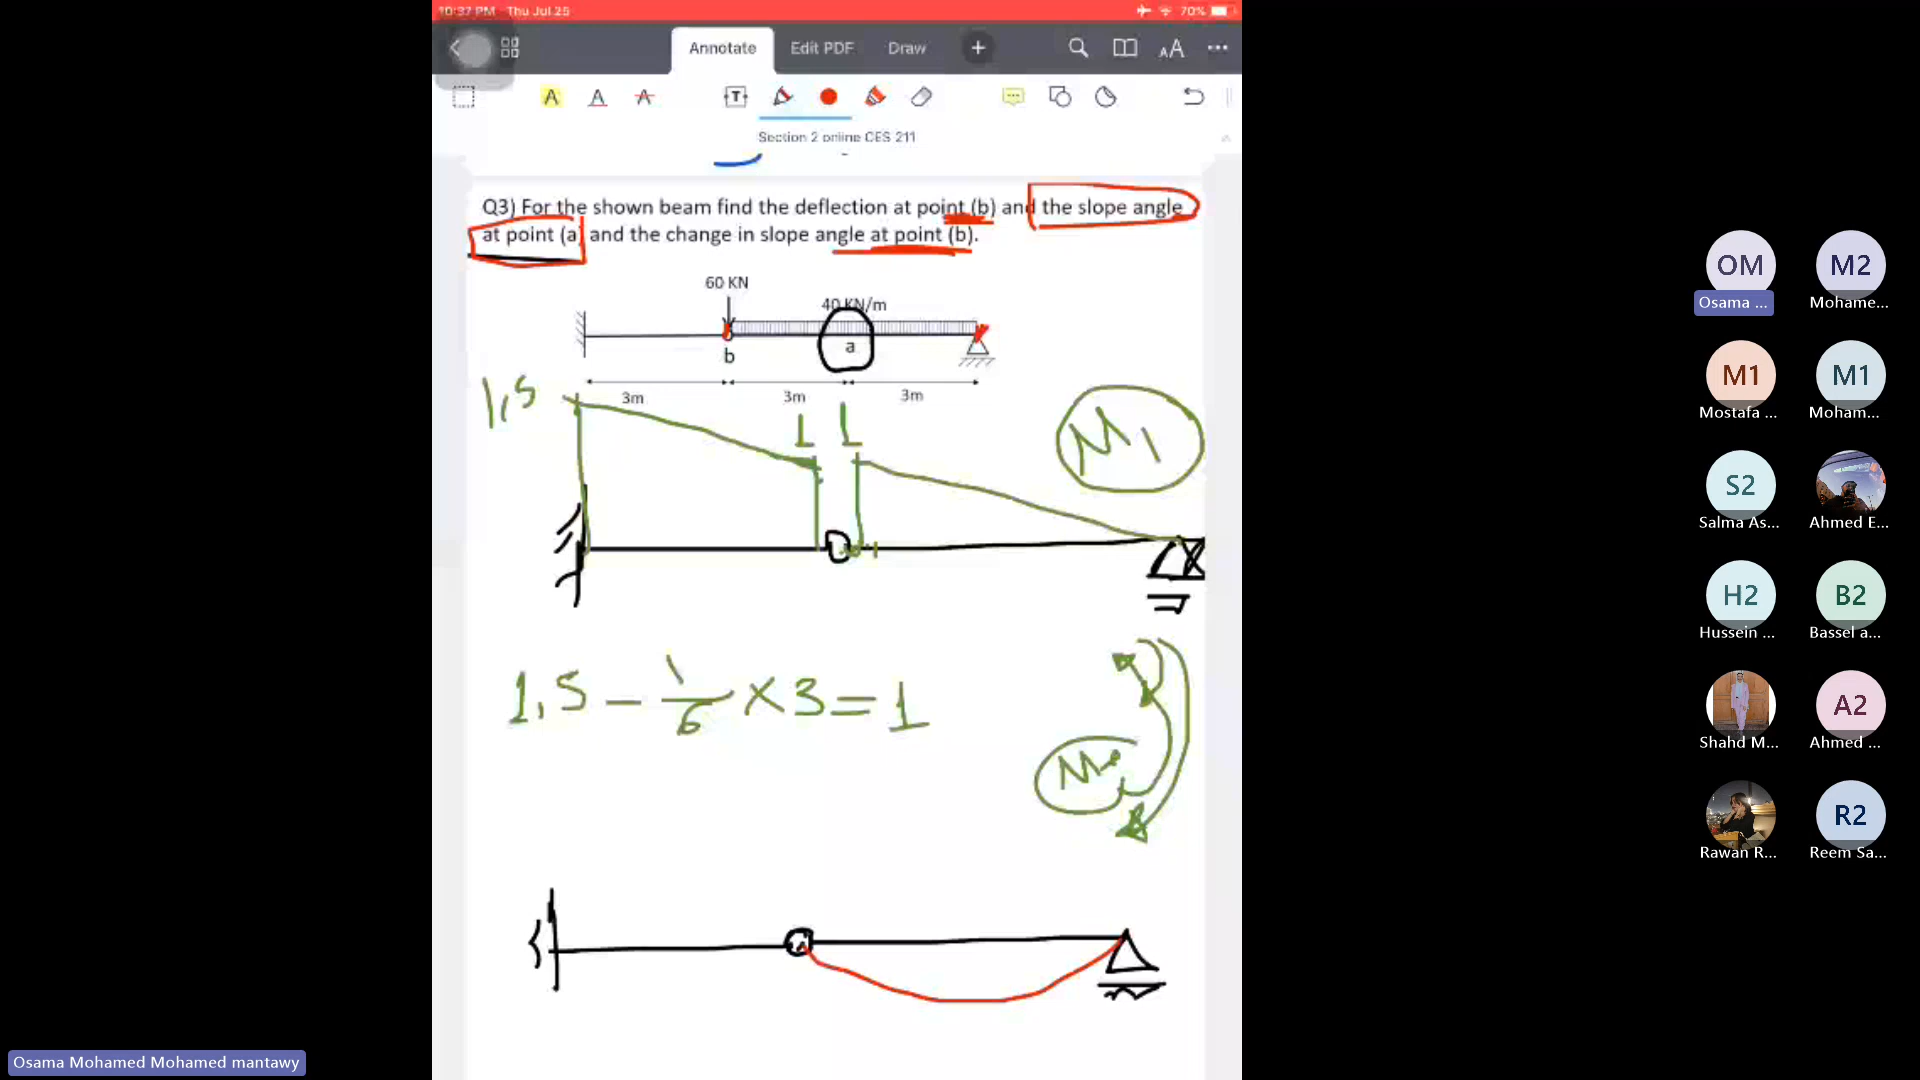 10:37 PM Thu Jul 25
70%
Annotate
Edit PDF
Draw
AA
A
A
A
T
Section 2 online CES 211
Q3) For the shown beam find the deflection at point (b) and the slope angle
at point (a) and the change in slope angle at point (b).
60 KN
40 KN/m
b
a
3m
3m
3m
1,5
1
1
M1
1,5 - 1/6 × 3 = 1
OM
Osama ...
M2
Mohame...
M1
Mostafa ...
M1
Moham...
S2
Salma As...
Ahmed E...
H2
Hussein ...
B2
Bassel a...
Shahd M...
A2
Ahmed ...
Rawan R...
R2
Reem Sa...
Osama Mohamed Mohamed mantawy